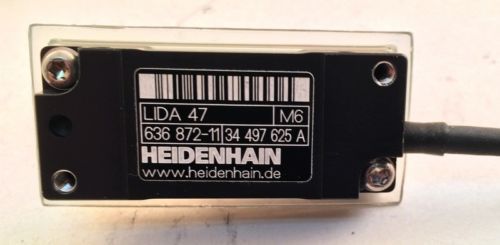 LIDA 47 M6
636 872-11 34 497 625 A
HEIDENHAIN
www.heidenhain.de